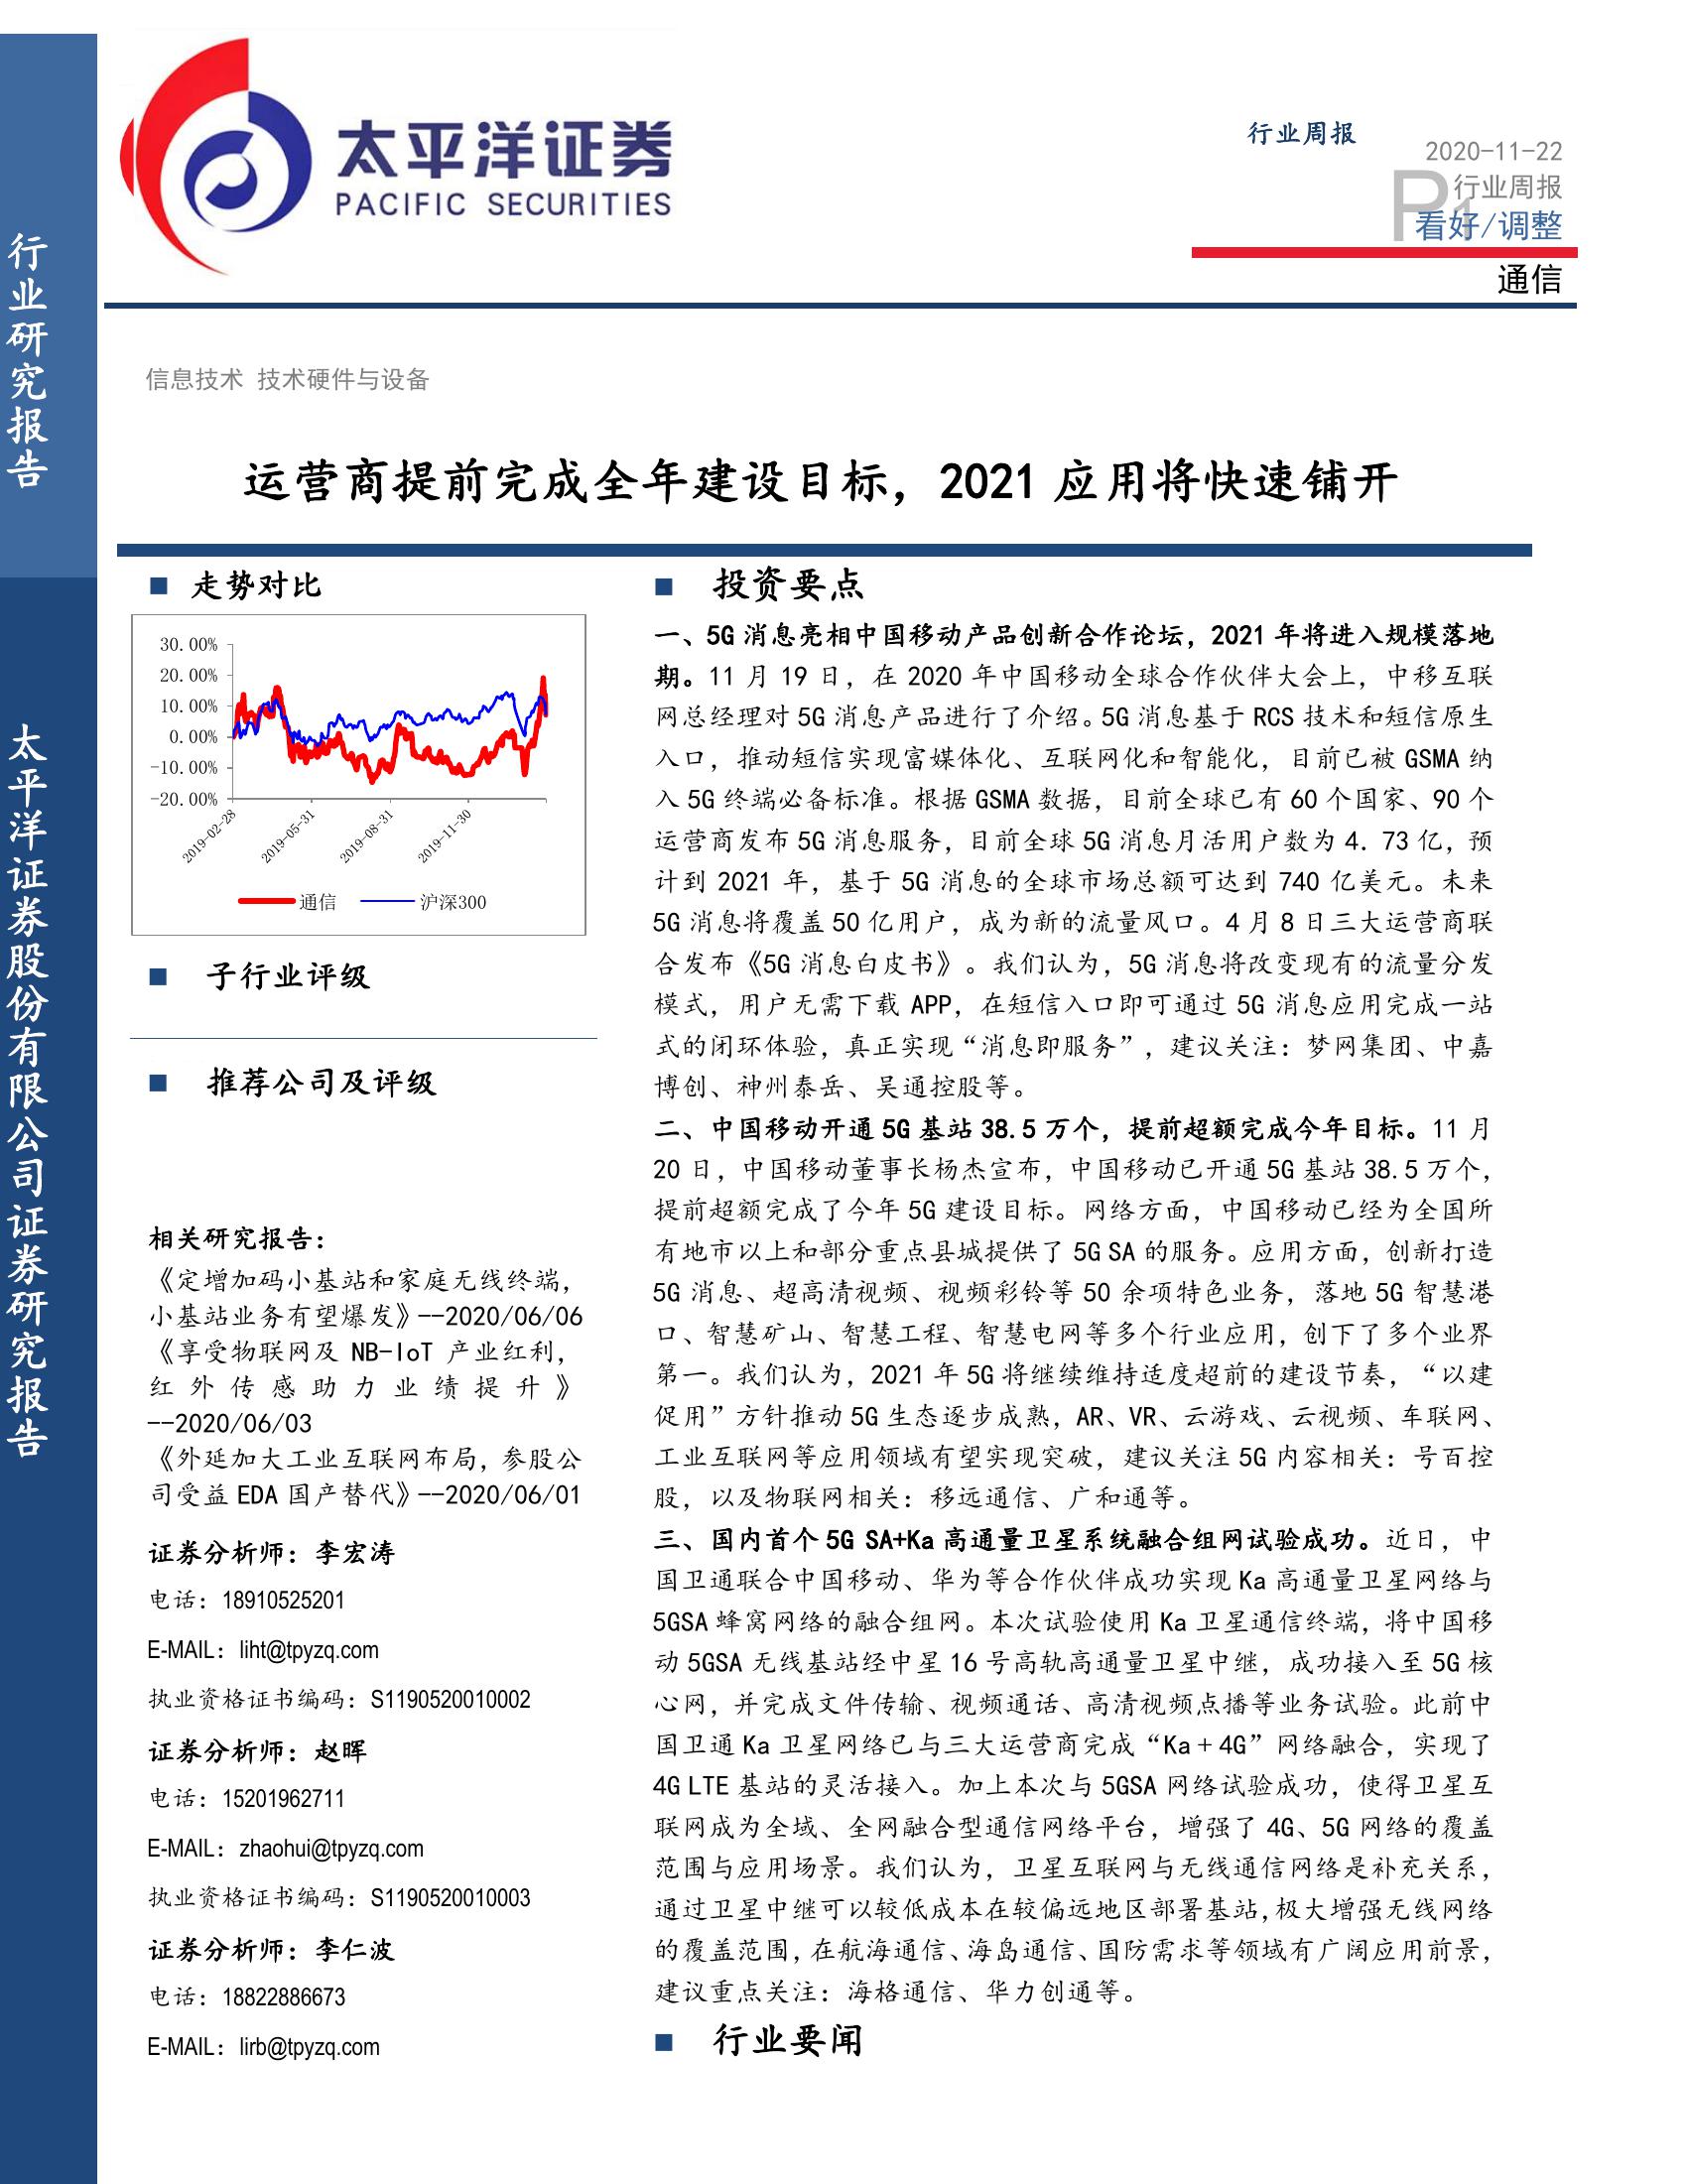 行业研究报告
太平洋证券股份有限公司证券研究报告
太平洋证券
PACIFIC SECURITIES
行业周报
2020-11-22
P1
行业周报
看好/调整
通信
信息技术 技术硬件与设备
运营商提前完成全年建设目标，2021 应用将快速铺开
■ 走势对比
30.00%
20.00%
10.00%
0.00%
-10.00%
-20.00%
2019-02-28
2019-05-31
2019-08-31
2019-11-30
通信
沪深300
■ 子行业评级
■ 推荐公司及评级
相关研究报告：
《定增加码小基站和家庭无线终端，
小基站业务有望爆发》--2020/06/06
《享受物联网及 NB-IoT 产业红利，
红外传感助力业绩提升》
--2020/06/03
《外延加大工业互联网布局，参股公
司受益 EDA 国产替代》--2020/06/01
证券分析师：李宏涛
电话：18910525201
E-MAIL：liht@tpyzq.com
执业资格证书编码：S1190520010002
证券分析师：赵晖
电话：15201962711
E-MAIL：zhaohui@tpyzq.com
执业资格证书编码：S1190520010003
证券分析师：李仁波
电话：18822886673
E-MAIL：lirb@tpyzq.com
■ 投资要点
一、5G 消息亮相中国移动产品创新合作论坛，2021 年将进入规模落地
期。11 月 19 日，在 2020 年中国移动全球合作伙伴大会上，中移互联
网总经理对 5G 消息产品进行了介绍。5G 消息基于 RCS 技术和短信原生
入口，推动短信实现富媒体化、互联网化和智能化，目前已被 GSMA 纳
入 5G 终端必备标准。根据 GSMA 数据，目前全球已有 60 个国家、90 个
运营商发布 5G 消息服务，目前全球 5G 消息月活用户数为 4. 73 亿，预
计到 2021 年，基于 5G 消息的全球市场总额可达到 740 亿美元。未来
5G 消息将覆盖 50 亿用户，成为新的流量风口。4 月 8 日三大运营商联
合发布《5G 消息白皮书》。我们认为，5G 消息将改变现有的流量分发
模式，用户无需下载 APP，在短信入口即可通过 5G 消息应用完成一站
式的闭环体验，真正实现“消息即服务”，建议关注：梦网集团、中嘉
博创、神州泰岳、吴通控股等。
二、中国移动开通 5G 基站 38.5 万个，提前超额完成今年目标。11 月
20 日，中国移动董事长杨杰宣布，中国移动已开通 5G 基站 38.5 万个，
提前超额完成了今年 5G 建设目标。网络方面，中国移动已经为全国所
有地市以上和部分重点县城提供了 5G SA 的服务。应用方面，创新打造
5G 消息、超高清视频、视频彩铃等 50 余项特色业务，落地 5G 智慧港
口、智慧矿山、智慧工程、智慧电网等多个行业应用，创下了多个业界
第一。我们认为，2021 年 5G 将继续维持适度超前的建设节奏，“以建
促用”方针推动 5G 生态逐步成熟，AR、VR、云游戏、云视频、车联网、
工业互联网等应用领域有望实现突破，建议关注 5G 内容相关：号百控
股，以及物联网相关：移远通信、广和通等。
三、国内首个 5G SA+Ka 高通量卫星系统融合组网试验成功。近日，中
国卫通联合中国移动、华为等合作伙伴成功实现 Ka 高通量卫星网络与
5GSA 蜂窝网络的融合组网。本次试验使用 Ka 卫星通信终端，将中国移
动 5GSA 无线基站经中星 16 号高轨高通量卫星中继，成功接入至 5G 核
心网，并完成文件传输、视频通话、高清视频点播等业务试验。此前中
国卫通 Ka 卫星网络已与三大运营商完成“Ka＋4G”网络融合，实现了
4G LTE 基站的灵活接入。加上本次与 5GSA 网络试验成功，使得卫星互
联网成为全域、全网融合型通信网络平台，增强了 4G、5G 网络的覆盖
范围与应用场景。我们认为，卫星互联网与无线通信网络是补充关系，
通过卫星中继可以较低成本在较偏远地区部署基站，极大增强无线网络
的覆盖范围，在航海通信、海岛通信、国防需求等领域有广阔应用前景，
建议重点关注：海格通信、华力创通等。
■ 行业要闻